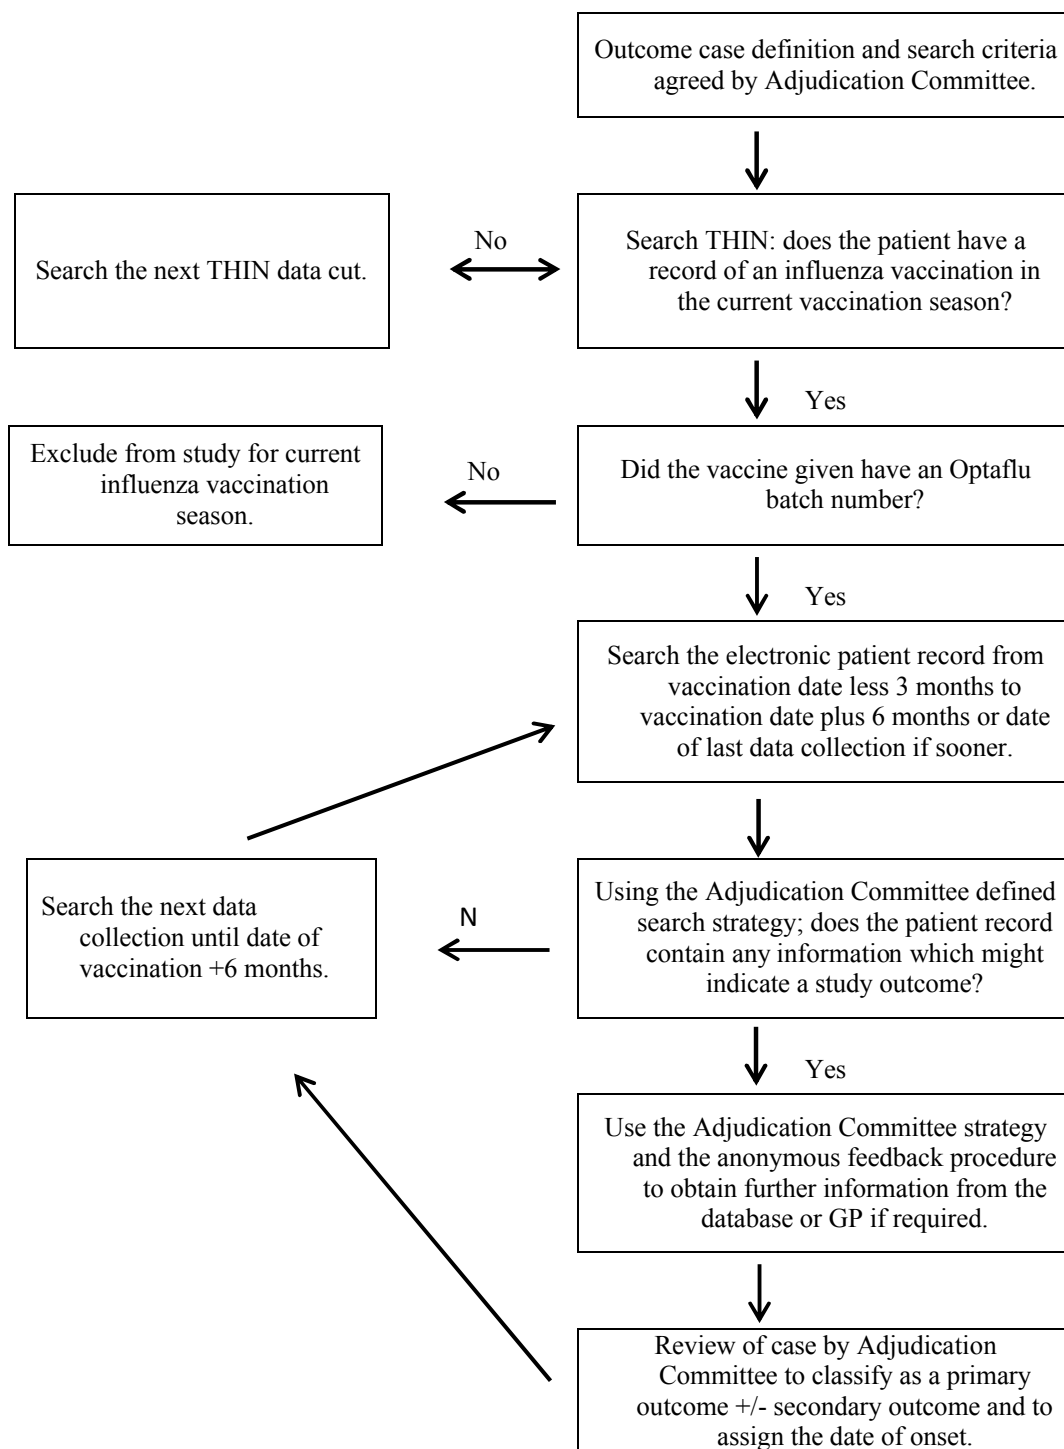 Outcome case definition and search criteria
agreed by Adjudication Committee.
No
Search the next THIN data cut.
Search THIN: does the patient have a
record of an influenza vaccination in
the current vaccination season?
Yes
Exclude from study for current
influenza vaccination
season.
No
Did the vaccine given have an Optaflu
batch number?
Yes
Search the electronic patient record from
vaccination date less 3 months to
vaccination date plus 6 months or date
of last data collection if sooner.
Search the next data
collection until date of
vaccination +6 months.
N
Using the Adjudication Committee defined
search strategy; does the patient record
contain any information which might
indicate a study outcome?
Yes
Use the Adjudication Committee strategy
and the anonymous feedback procedure
to obtain further information from the
database or GP if required.
Review of case by Adjudication
Committee to classify as a primary
outcome +/- secondary outcome and to
assign the date of onset.